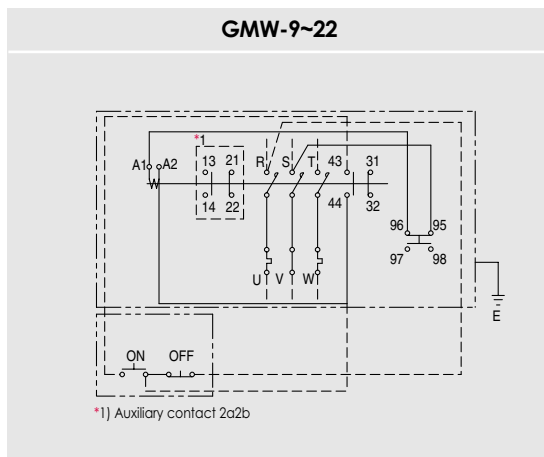 GMW-9~22
*1
A1 A2 13 21 R S T 43 31
14 22 44 32
96 95
97 98
U V W
E
ON OFF
*1) Auxiliary contact 2a2b